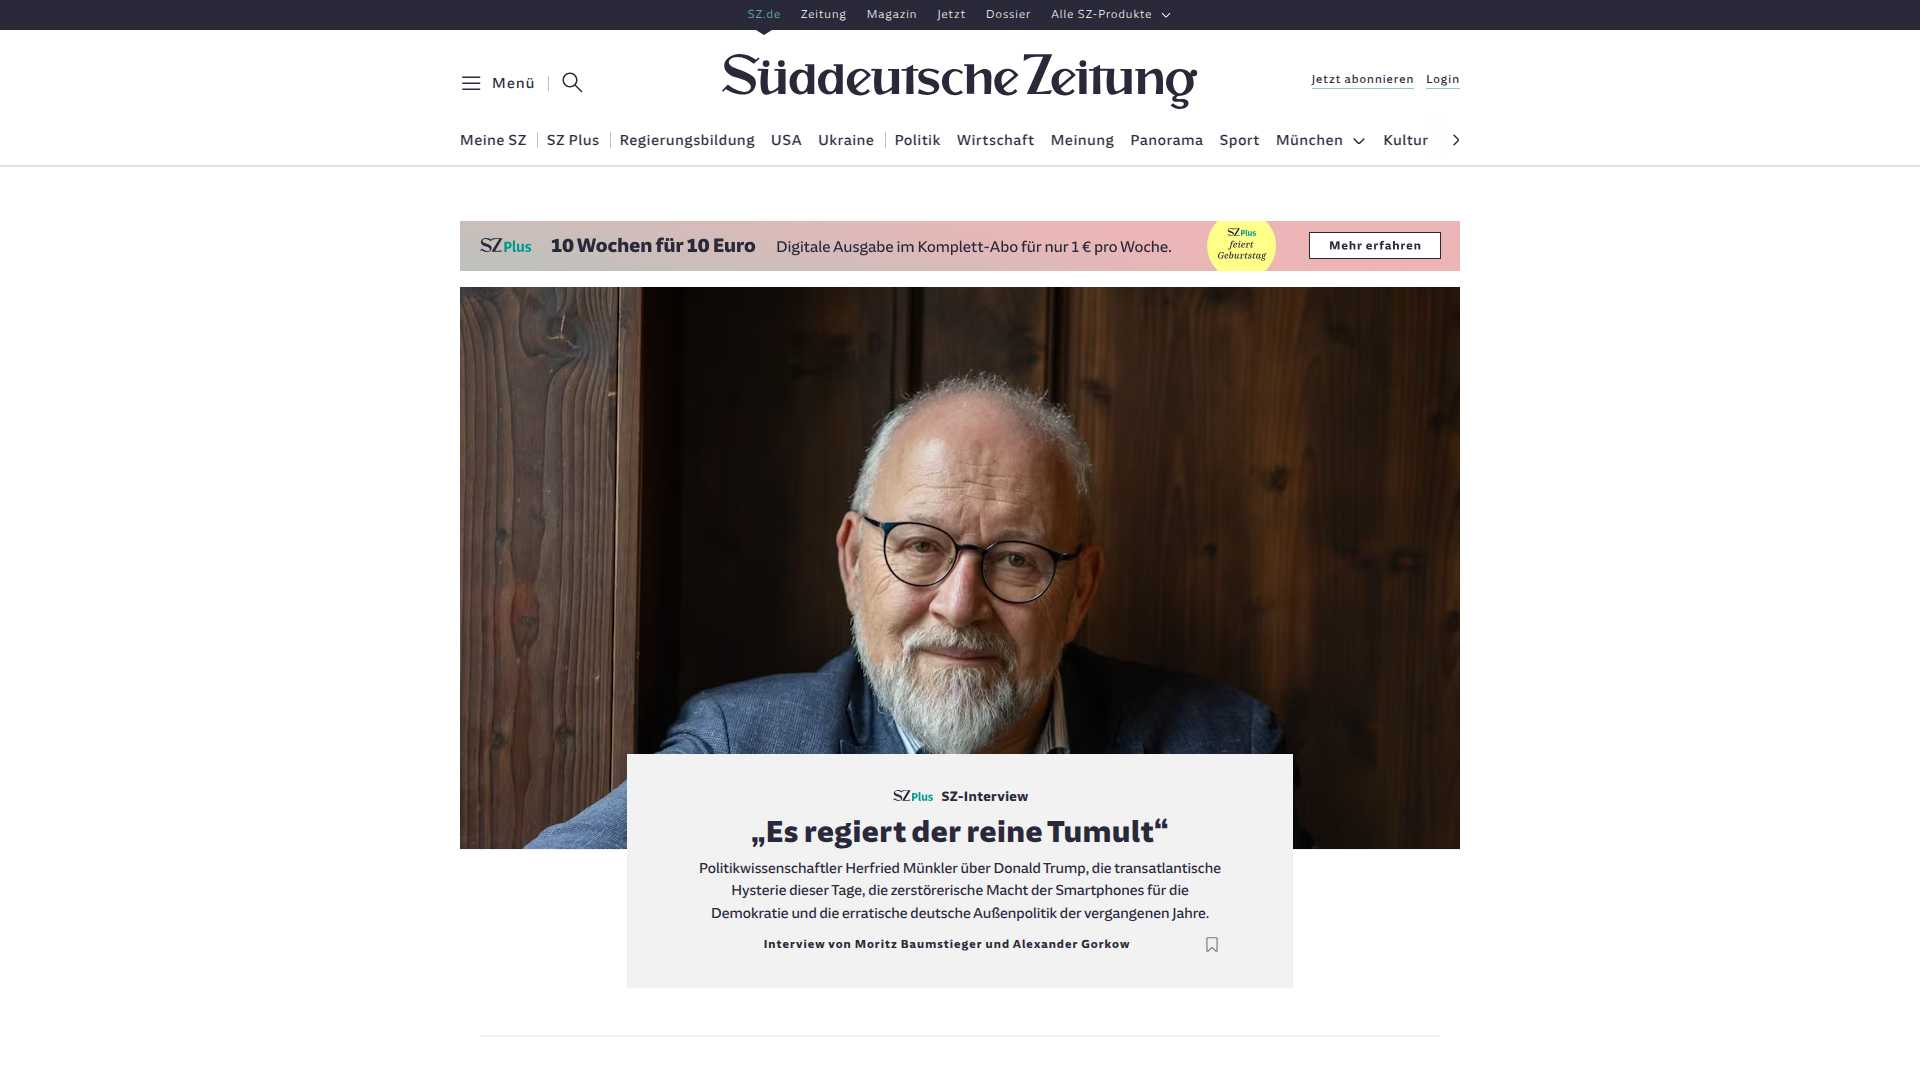 SZ.de Zeitung Magazin Jetzt Dossier Alle SZ-Produkte
Menü
Süddeutsche Zeitung
Jetzt abonnieren Login
Meine SZ SZ Plus Regierungsbildung USA Ukraine Politik Wirtschaft Meinung Panorama Sport München Kultur
SZ Plus 10 Wochen für 10 Euro Digitale Ausgabe im Komplett-Abo für nur 1 € pro Woche.
SZ Plus
feiert
Geburtstag
Mehr erfahren
SZ Plus SZ-Interview
„Es regiert der reine Tumult“
Politikwissenschaftler Herfried Münkler über Donald Trump, die transatlantische
Hysterie dieser Tage, die zerstörerische Macht der Smartphones für die
Demokratie und die erratische deutsche Außenpolitik der vergangenen Jahre.
Interview von Moritz Baumstieger und Alexander Gorkow